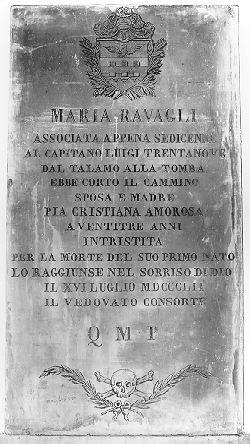 MARIA RAVAGLI
ASSOCIATA APPENA SEDICENNE
AL CAPITANO LUIGI TRENTANOVE
DAL TALAMO ALLA TOMBA
EBBE CORTO IL CAMMINO
SPOSA E MADRE
PIA CRISTIANA AMOROSA
A VENTITRE ANNI
INTRISTITA
PER LA MORTE DEL SUO PRIMO NATO
LO RAGGIUNSE NEL SORRISO DI DIO
IL XVI LUGLIO MDCCCLII
IL VEDOVATO CONSORTE
Q M P